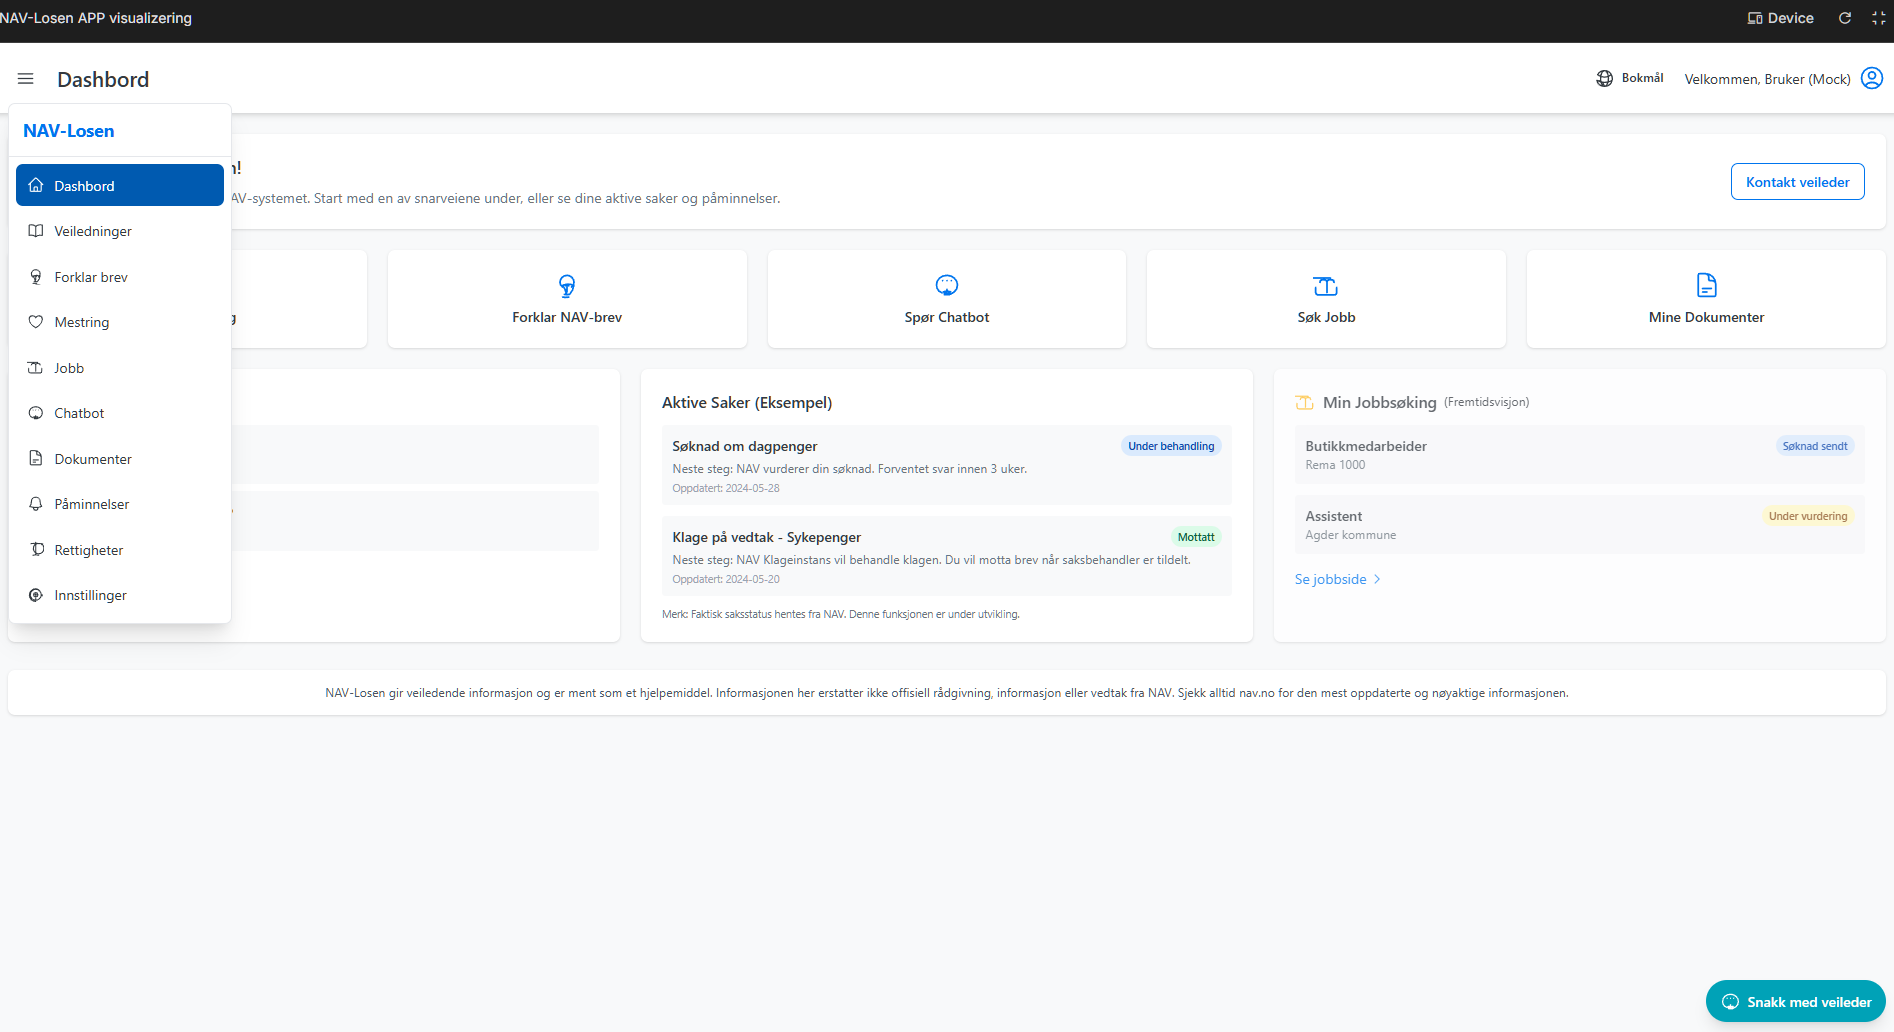 NAV-Losen APP visualizering
Device
Dashbord
Bokmål
Velkommen, Bruker (Mock)
NAV-Losen
Dashbord
Veiledninger
Forklar brev
Mestring
Jobb
Chatbot
Dokumenter
Påminnelser
Rettigheter
Innstillinger
AV-systemet. Start med en av snarveiene under, eller se dine aktive saker og påminnelser.
Kontakt veileder
Forklar NAV-brev
Spør Chatbot
Søk Jobb
Mine Dokumenter
Aktive Saker (Eksempel)
Søknad om dagpenger
Under behandling
Neste steg: NAV vurderer din søknad. Forventet svar innen 3 uker.
Oppdatert: 2024-05-28
Klage på vedtak - Sykepenger
Mottatt
Neste steg: NAV Klageinstans vil behandle klagen. Du vil motta brev når saksbehandler er tildelt.
Oppdatert: 2024-05-20
Merk: Faktisk saksstatus hentes fra NAV. Denne funksjonen er under utvikling.
Min Jobbsøking (Fremtidsvisjon)
Butikkmedarbeider
Søknad sendt
Rema 1000
Assistent
Under vurdering
Agder kommune
Se jobbside
NAV-Losen gir veiledende informasjon og er ment som et hjelpemiddel. Informasjonen her erstatter ikke offisiell rådgivning, informasjon eller vedtak fra NAV. Sjekk alltid nav.no for den mest oppdaterte og nøyaktige informasjonen.
Snakk med veileder